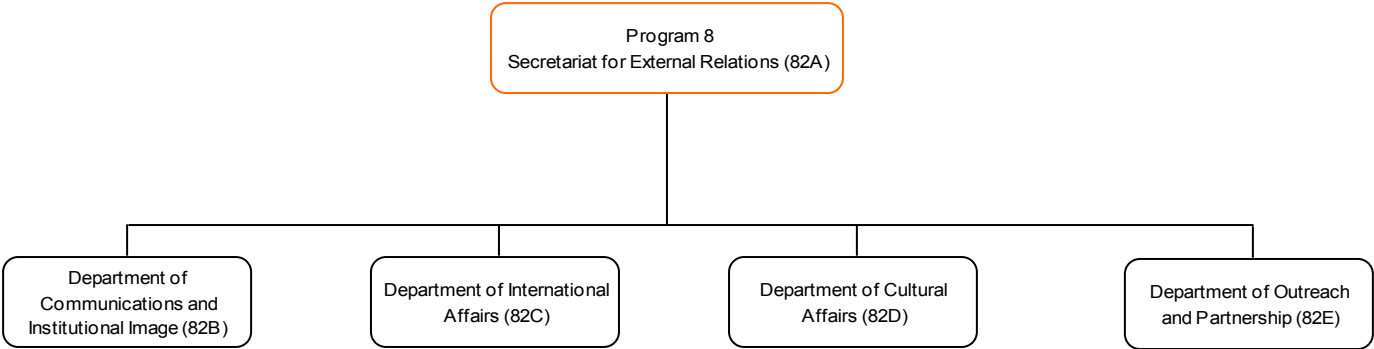 Program 8
Secretariat for External Relations (82A)
Department of
Communications and
Institutional Image (82B)
Department of International
Affairs (82C)
Department of Cultural
Affairs (82D)
Department of Outreach
and Partnership (82E)